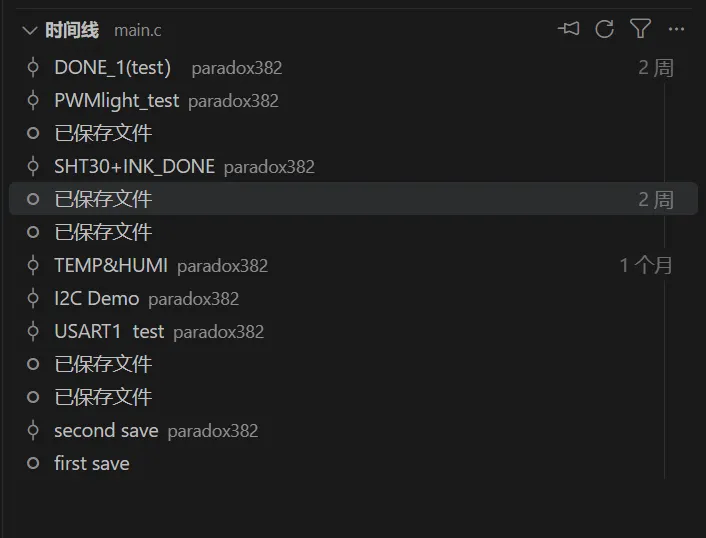 时间线 main.c
DONE_1(test) paradox382 2 周
PWMlight_test paradox382
已保存文件
SHT30+INK_DONE paradox382
已保存文件 2 周
已保存文件
TEMP&HUMI paradox382 1 个月
I2C Demo paradox382
USART1 test paradox382
已保存文件
已保存文件
second save paradox382
first save